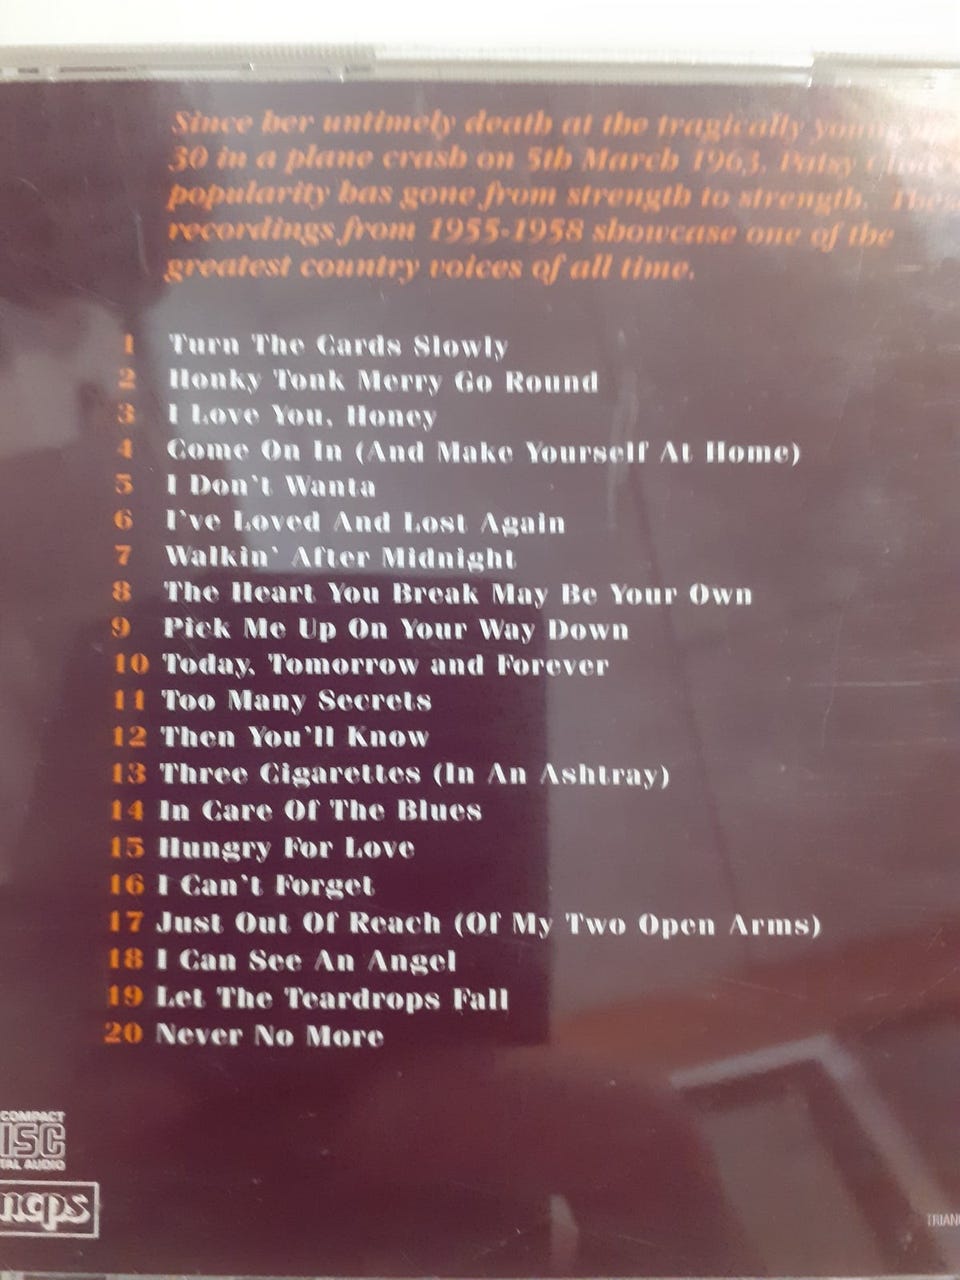 Since her untimely death at the tragically young
30 in a plane crash on 5th March 1963, Patsy Cline's
popularity has gone from strength to strength. These
recordings from 1955-1958 showcase one of the
greatest country voices of all time.
1 Turn The Cards Slowly
2 Honky Tonk Merry Go Round
3 I Love You, Honey
4 Come On In (And Make Yourself At Home)
5 I Don't Wanta
6 I've Loved And Lost Again
7 Walkin' After Midnight
8 The Heart You Break May Be Your Own
9 Pick Me Up On Your Way Down
10 Today, Tomorrow and Forever
11 Too Many Secrets
12 Then You'll Know
13 Three Cigarettes (In An Ashtray)
14 In Care Of The Blues
15 Hungry For Love
16 I Can't Forget
17 Just Out Of Reach (Of My Two Open Arms)
18 I Can See An Angel
19 Let The Teardrops Fall
20 Never No More
COMPACT
ISC
TAL AUDIO
mcps
TRIAN